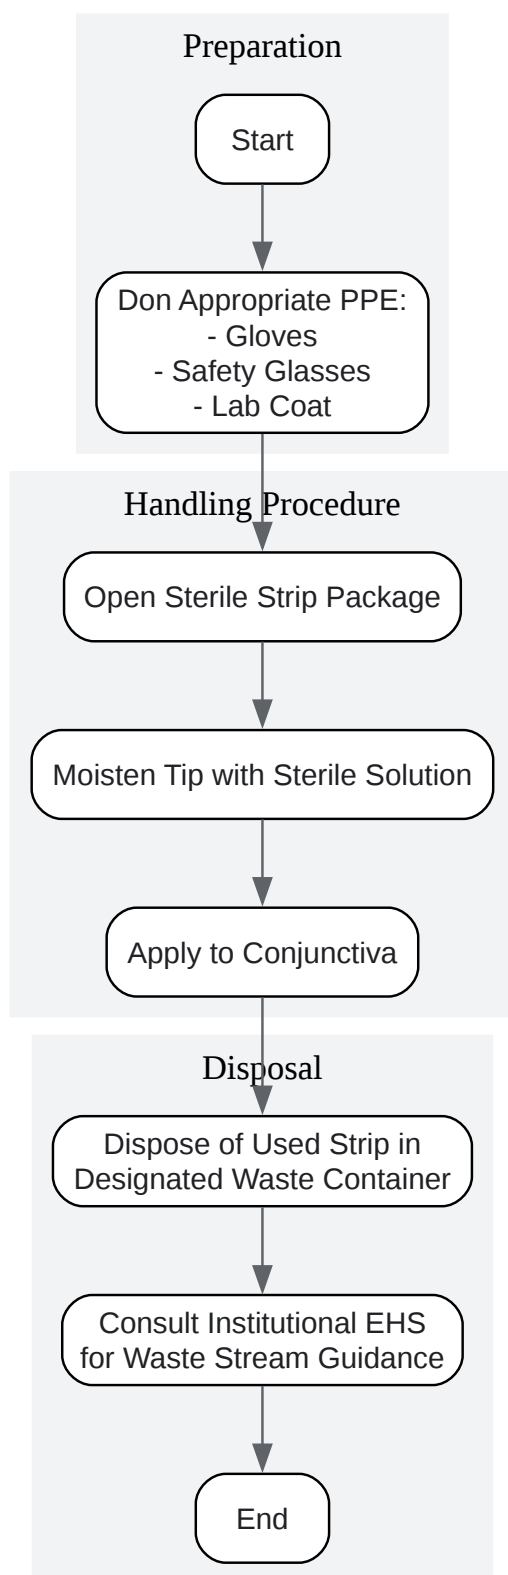 Preparation
Start
Don Appropriate PPE:
- Gloves
- Safety Glasses
- Lab Coat
Handling Procedure
Open Sterile Strip Package
Moisten Tip with Sterile Solution
Apply to Conjunctiva
Disposal
Dispose of Used Strip in
Designated Waste Container
Consult Institutional EHS
for Waste Stream Guidance
End